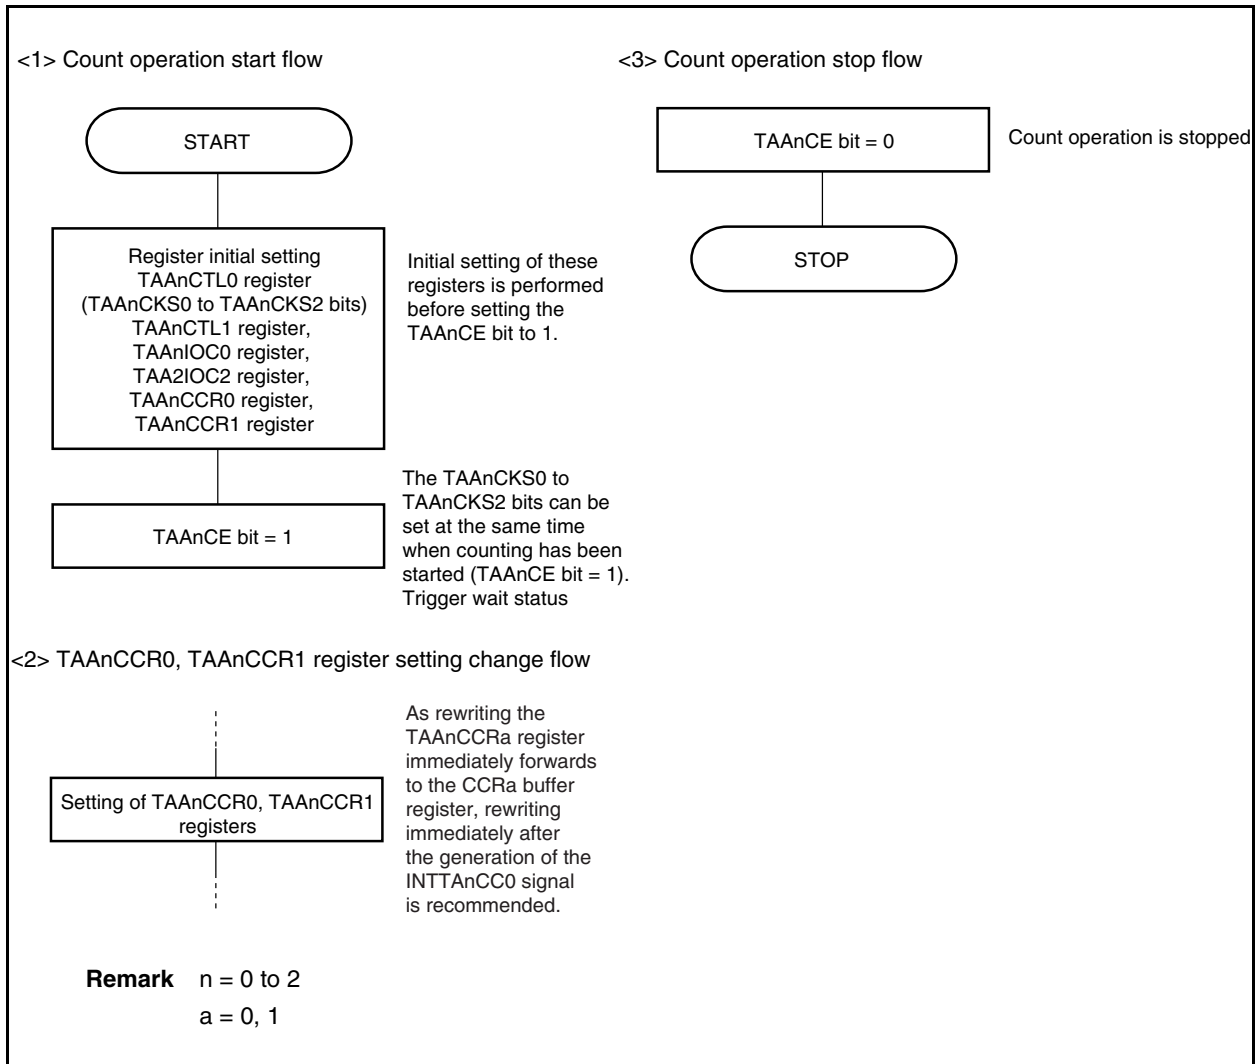 <1> Count operation start flow
START
Register initial setting
TAAnCTL0 register
(TAAnCKS0 to TAAnCKS2 bits)
TAAnCTL1 register,
TAAnIOC0 register,
TAA2IOC2 register,
TAAnCCR0 register,
TAAnCCR1 register
Initial setting of these
registers is performed
before setting the
TAAnCE bit to 1.
TAAnCE bit = 1
The TAAnCKS0 to
TAAnCKS2 bits can be
set at the same time
when counting has been
started (TAAnCE bit = 1).
Trigger wait status
<2> TAAnCCR0, TAAnCCR1 register setting change flow
Setting of TAAnCCR0, TAAnCCR1
registers
As rewriting the
TAAnCCRa register
immediately forwards
to the CCRa buffer
register, rewriting
immediately after
the generation of the
INTTAnCC0 signal
is recommended.
<3> Count operation stop flow
TAAnCE bit = 0
Count operation is stopped
STOP
Remark n = 0 to 2
a = 0, 1